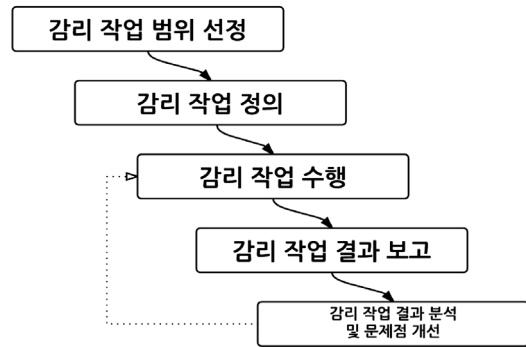 감리 작업 범위 선정
감리 작업 정의
감리 작업 수행
감리 작업 결과 보고
감리 작업 결과 분석
및 문제점 개선